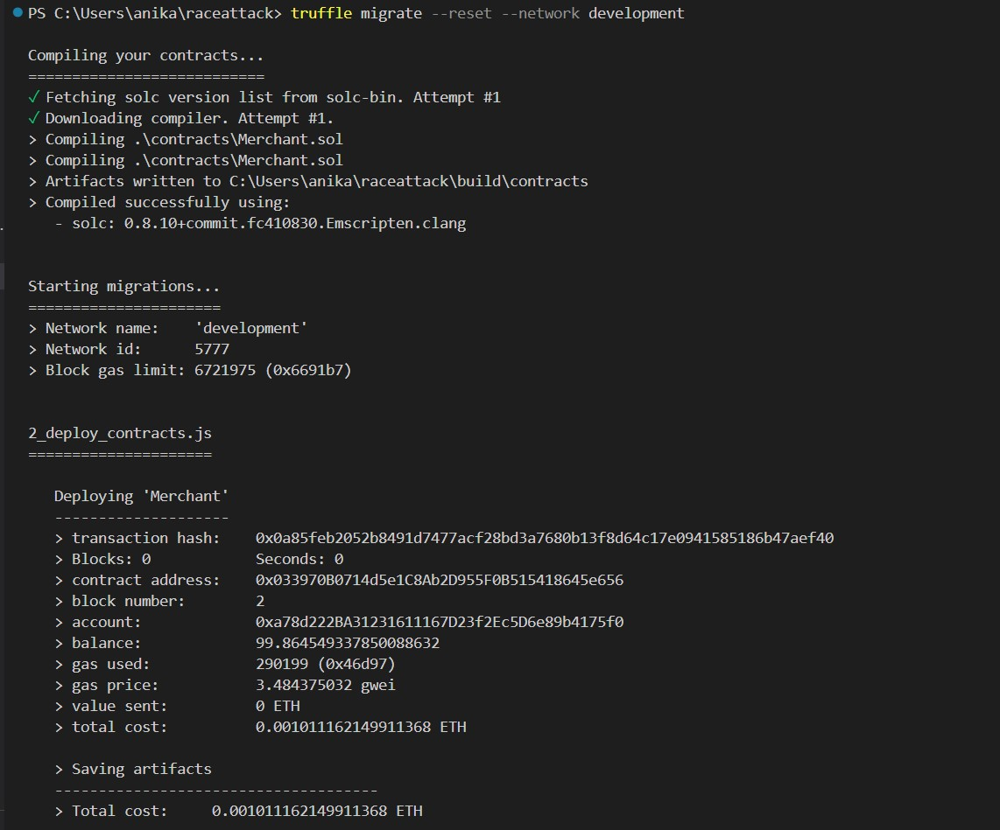 PS C:\Users\anika\raceattack> truffle migrate --reset --network development
Compiling your contracts...
===========================
✓ Fetching solc version list from solc-bin. Attempt #1
✓ Downloading compiler. Attempt #1.
> Compiling .\contracts\Merchant.sol
> Compiling .\contracts\Merchant.sol
> Artifacts written to C:\Users\anika\raceattack\build\contracts
> Compiled successfully using:
- solc: 0.8.10+commit.fc410830.Emscripten.clang
Starting migrations...
======================
> Network name: 'development'
> Network id: 5777
> Block gas limit: 6721975 (0x6691b7)
2_deploy_contracts.js
=====================
Deploying 'Merchant'
--------------------
> transaction hash: 0x0a85feb2052b8491d7477acf28bd3a7680b13f8d64c17e0941585186b47aef40
> Blocks: 0 Seconds: 0
> contract address: 0x033970B0714d5e1C8Ab2D955F0B515418645e656
> block number: 2
> account: 0xa78d222BA31231611167D23f2Ec5D6e89b4175f0
> balance: 99.864549337850088632
> gas used: 290199 (0x46d97)
> gas price: 3.484375032 gwei
> value sent: 0 ETH
> total cost: 0.001011162149911368 ETH
> Saving artifacts
-------------------------------------
> Total cost: 0.001011162149911368 ETH